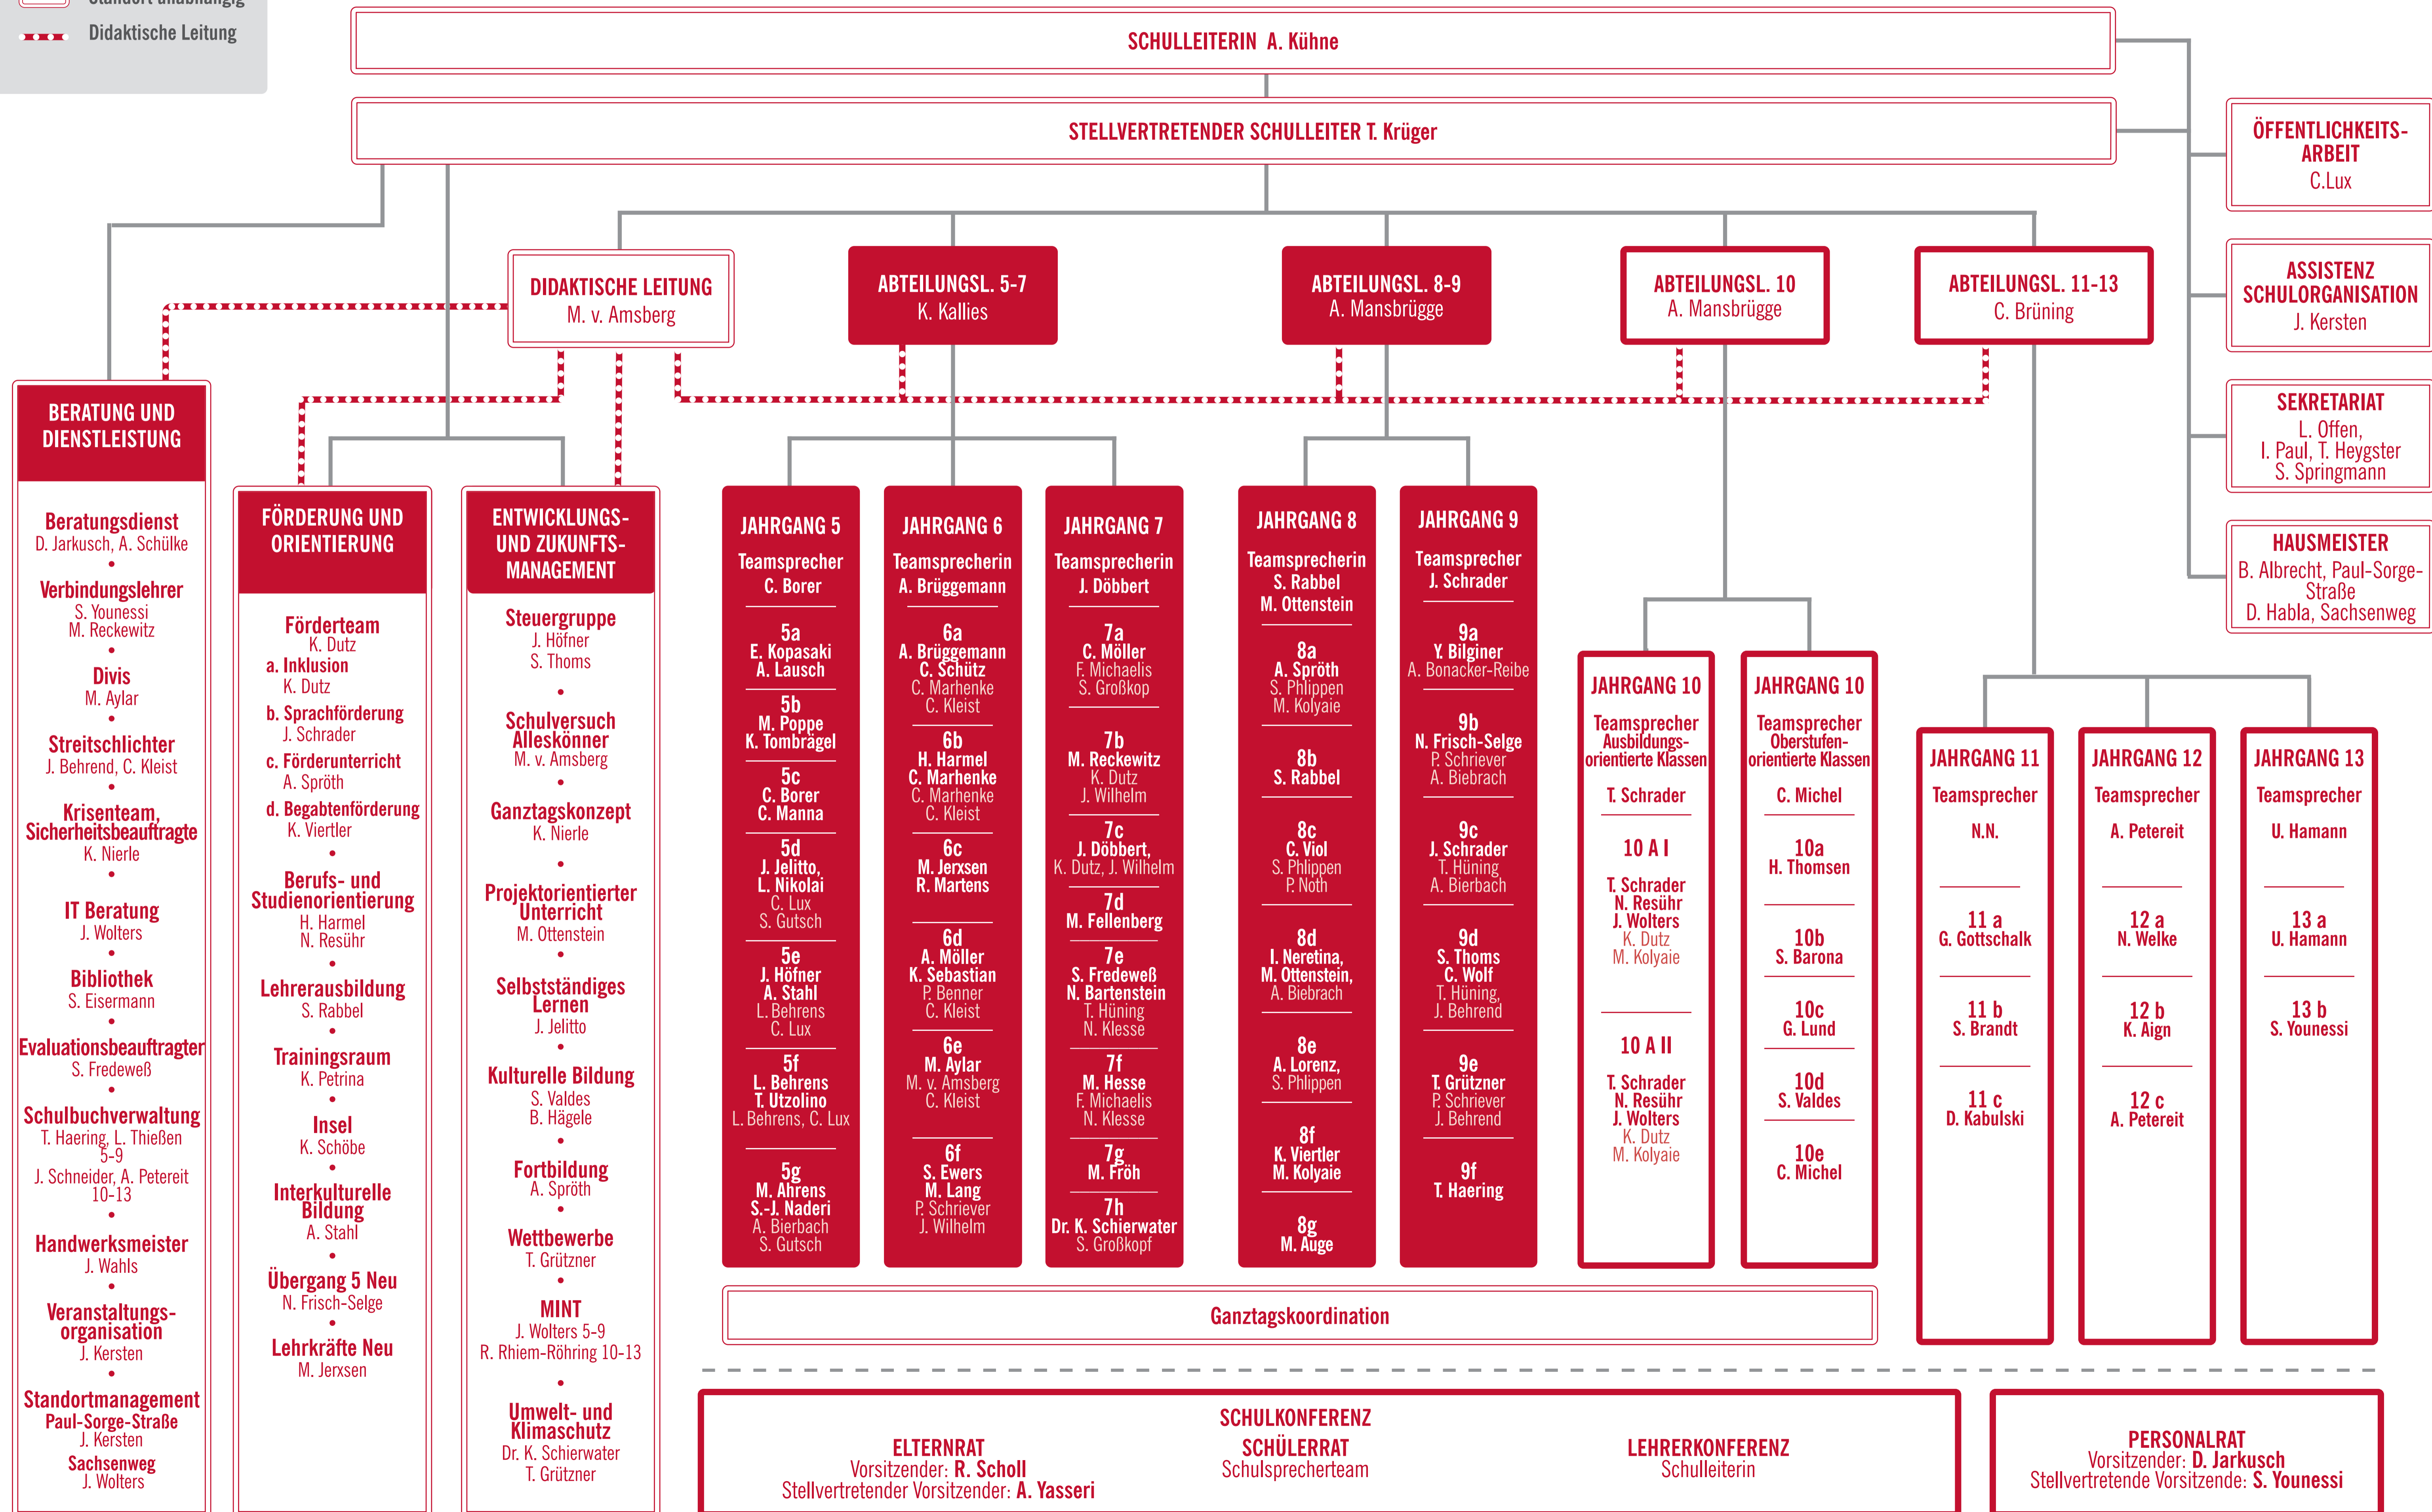 Standort unabhängig
Didaktische Leitung
SCHULLEITERIN A. Kühne
STELLVERTRETENDER SCHULLEITER T. Krüger
ÖFFENTLICHKEITS-
ARBEIT
C.Lux
ASSISTENZ
SCHULORGANISATION
J. Kersten
SEKRETARIAT
L. Offen,
I. Paul, T. Heygster
S. Springmann
HAUSMEISTER
B. Albrecht, Paul-Sorge-
Straße
D. Habla, Sachsenweg
DIDAKTISCHE LEITUNG
M. v. Amsberg
ABTEILUNGSL. 5-7
K. Kallies
ABTEILUNGSL. 8-9
A. Mansbrügge
ABTEILUNGSL. 10
A. Mansbrügge
ABTEILUNGSL. 11-13
C. Brüning
BERATUNG UND
DIENSTLEISTUNG
Beratungsdienst
D. Jarkusch, A. Schülke
Verbindungslehrer
S. Younessi
M. Reckewitz
Divis
M. Aylar
Streitschlichter
J. Behrend, C. Kleist
Krisenteam,
Sicherheitsbeauftragte
K. Nierle
IT Beratung
J. Wolters
Bibliothek
S. Eisermann
Evaluationsbeauftragter
S. Fredeweß
Schulbuchverwaltung
T. Haering, L. Thießen
5-9
J. Schneider, A. Petereit
10-13
Handwerksmeister
J. Wahls
Veranstaltungs-
organisation
J. Kersten
Standortmanagement
Paul-Sorge-Straße
J. Kersten
Sachsenweg
J. Wolters
FÖRDERUNG UND
ORIENTIERUNG
Förderteam
K. Dutz
a. Inklusion
K. Dutz
b. Sprachförderung
J. Schrader
c. Förderunterricht
A. Spröth
d. Begabtenförderung
K. Viertler
Berufs- und
Studienorientierung
H. Harmel
N. Resühr
Lehrerausbildung
S. Rabbel
Trainingsraum
K. Petrina
Insel
K. Schöbe
Interkulturelle
Bildung
A. Stahl
Übergang 5 Neu
N. Frisch-Selge
Lehrkräfte Neu
M. Jerxsen
ENTWICKLUNGS-
UND ZUKUNFTS-
MANAGEMENT
Steuergruppe
J. Höfner
S. Thoms
Schulversuch
Alleskönner
M. v. Amsberg
Ganztagskonzept
K. Nierle
Projektorientierter
Unterricht
M. Ottenstein
Selbstständiges
Lernen
J. Jelitto
Kulturelle Bildung
S. Valdes
B. Hägele
Fortbildung
A. Spröth
Wettbewerbe
T. Grützner
MINT
J. Wolters 5-9
R. Rhiem-Röhring 10-13
Umwelt- und
Klimaschutz
Dr. K. Schierwater
T. Grützner
JAHRGANG 5
Teamsprecher
C. Borer
5a
E. Kopasaki
A. Lausch
5b
M. Poppe
K. Tombrägel
5c
C. Borer
C. Manna
5d
J. Jelitto,
L. Nikolai
C. Lux
S. Gutsch
5e
J. Höfner
A. Stahl
L. Behrens
C. Lux
5f
L. Behrens
T. Utzolino
L. Behrens, C. Lux
5g
M. Ahrens
S.-J. Naderi
A. Bierbach
S. Gutsch
JAHRGANG 6
Teamsprecherin
A. Brüggemann
6a
A. Brüggemann
C. Schütz
C. Marhenke
C. Kleist
6b
H. Harmel
C. Marhenke
C. Marhenke
C. Kleist
6c
M. Jerxsen
R. Martens
6d
A. Möller
K. Sebastian
P. Benner
C. Kleist
6e
M. Aylar
M. v. Amsberg
C. Kleist
6f
S. Ewers
M. Lang
P. Schriever
J. Wilhelm
JAHRGANG 7
Teamsprecherin
J. Döbbert
7a
C. Möller
F. Michaelis
S. Großkop
7b
M. Reckewitz
K. Dutz
J. Wilhelm
7c
J. Döbbert,
K. Dutz, J. Wilhelm
7d
M. Fellenberg
7e
S. Fredeweß
N. Bartenstein
T. Hüning
N. Klesse
7f
M. Hesse
F. Michaelis
N. Klesse
7g
M. Fröh
7h
Dr. K. Schierwater
S. Großkopf
JAHRGANG 8
Teamsprecherin
S. Rabbel
M. Ottenstein
8a
A. Spröth
S. Phlippen
M. Kolyaie
8b
S. Rabbel
8c
C. Viol
S. Phlippen
P. Noth
8d
I. Neretina,
M. Ottenstein,
A. Biebrach
8e
A. Lorenz,
S. Phlippen
8f
K. Viertler
M. Kolyaie
8g
M. Auge
JAHRGANG 9
Teamsprecher
J. Schrader
9a
Y. Bilginer
A. Bonacker-Reibe
9b
N. Frisch-Selge
P. Schriever
A. Biebrach
9c
J. Schrader
T. Hüning
A. Bierbach
9d
S. Thoms
C. Wolf
T. Hüning,
J. Behrend
9e
T. Grützner
P. Schriever
J. Behrend
9f
T. Haering
JAHRGANG 10
Teamsprecher
Ausbildungs-
orientierte Klassen
T. Schrader
10 A I
T. Schrader
N. Resühr
J. Wolters
K. Dutz
M. Kolyaie
10 A II
T. Schrader
N. Resühr
J. Wolters
K. Dutz
M. Kolyaie
JAHRGANG 10
Teamsprecher
Oberstufen-
orientierte Klassen
C. Michel
10a
H. Thomsen
10b
S. Barona
10c
G. Lund
10d
S. Valdes
10e
C. Michel
JAHRGANG 11
Teamsprecher
N.N.
11 a
G. Gottschalk
11 b
S. Brandt
11 c
D. Kabulski
JAHRGANG 12
Teamsprecher
A. Petereit
12 a
N. Welke
12 b
K. Aign
12 c
A. Petereit
JAHRGANG 13
Teamsprecher
U. Hamann
13 a
U. Hamann
13 b
S. Younessi
Ganztagskoordination
SCHULKONFERENZ
ELTERNRAT
Vorsitzender: R. Scholl
Stellvertretender Vorsitzender: A. Yasseri
SCHÜLERRAT
Schulsprecherteam
LEHRERKONFERENZ
Schulleiterin
PERSONALRAT
Vorsitzender: D. Jarkusch
Stellvertretende Vorsitzende: S. Younessi